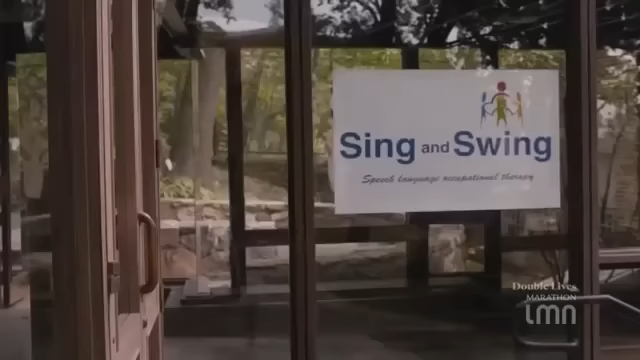 Sing and Swing
Speech language occupational therapy
Double Lives
MARATHON
lmn